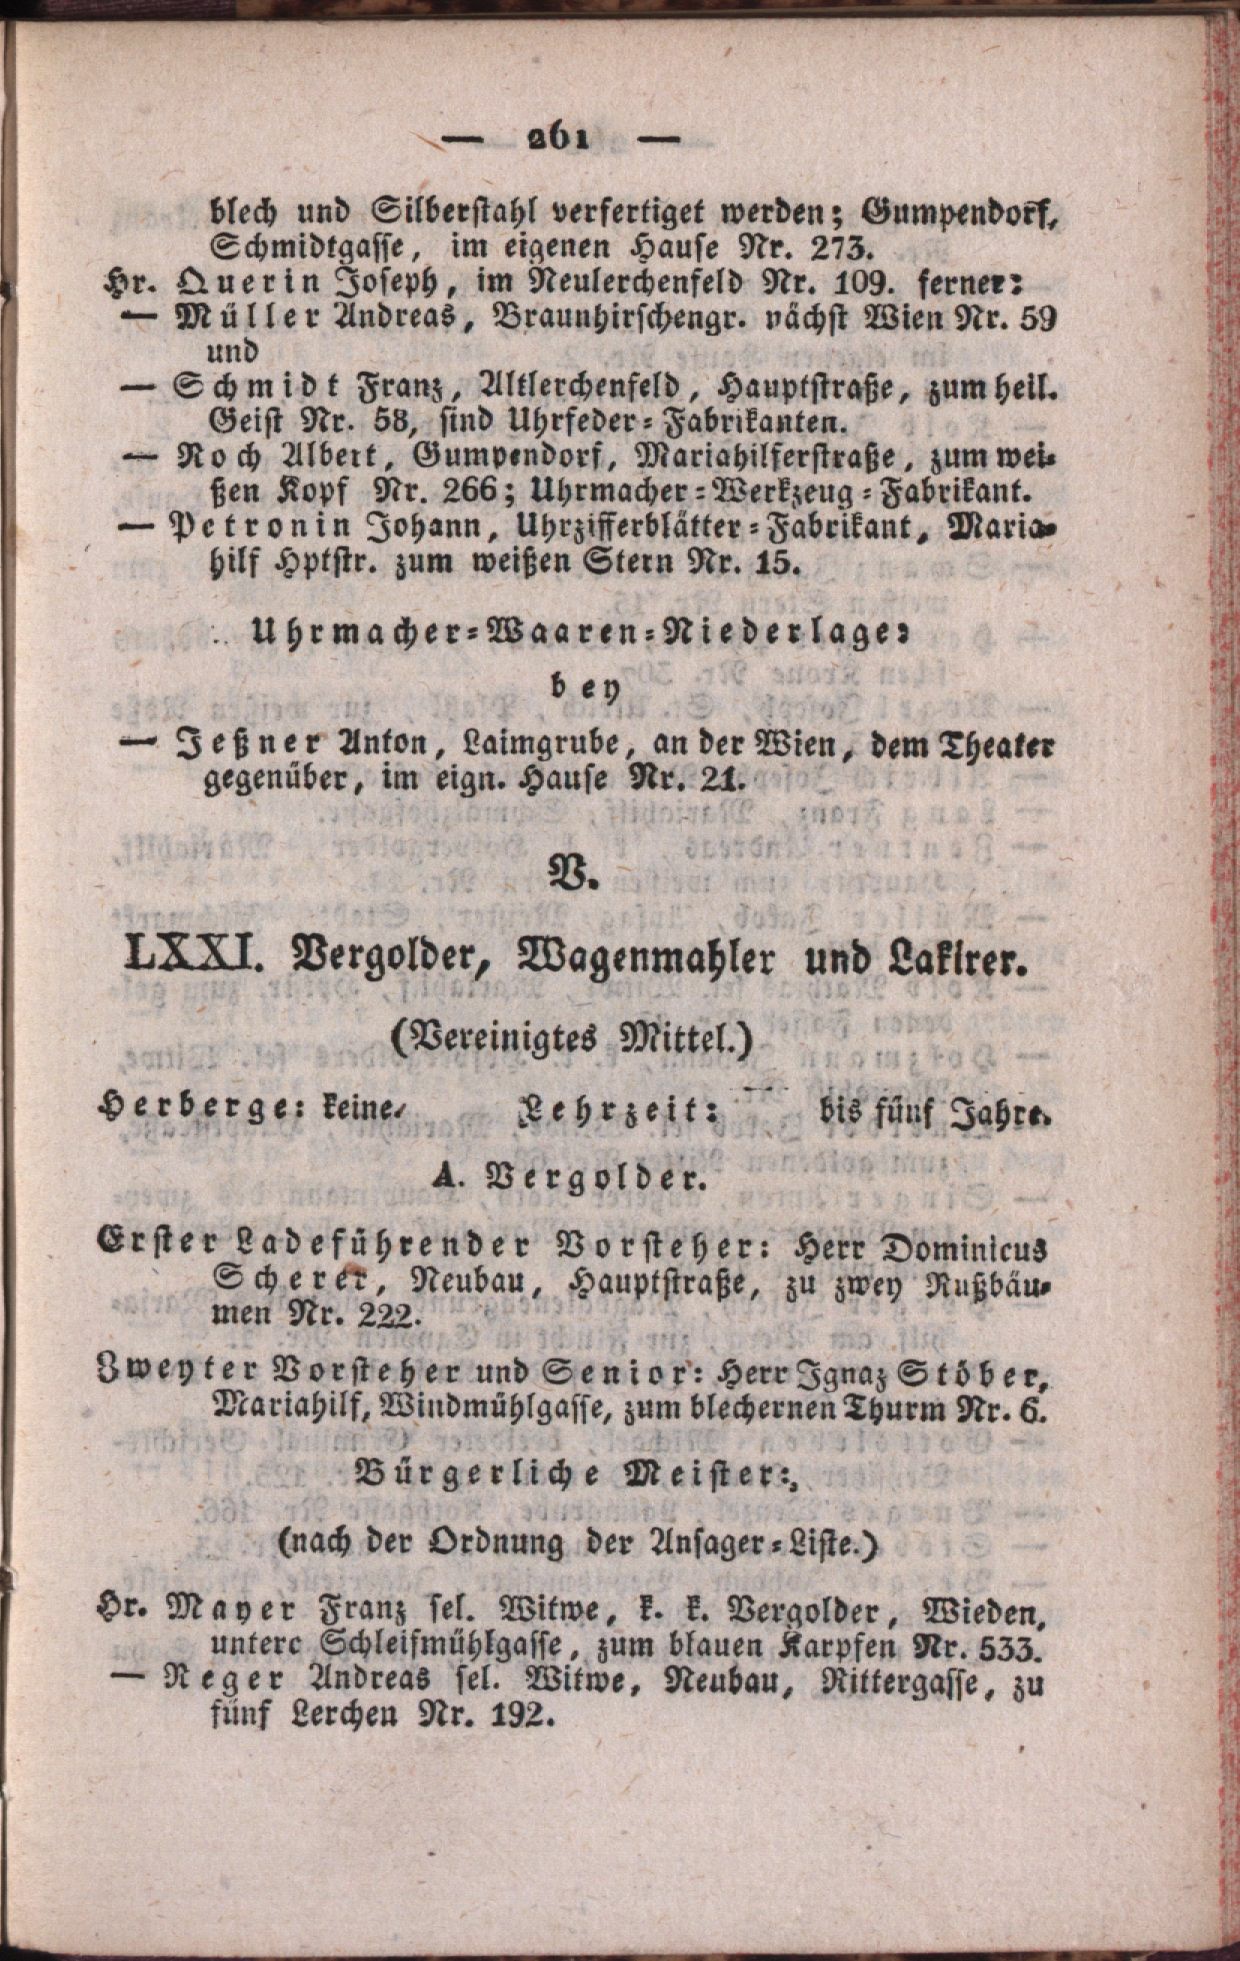 — 261 —
blech und Silberstahl verfertiget werden; Gumpendorf,
Schmidtgasse, im eigenen Hause Nr. 273.
Hr. Querin Joseph, im Neulerchenfeld Nr. 109. ferner:
— Müller Andreas, Braunhirschengr. nächst Wien Nr. 59
und
— Schmidt Franz, Altlerchenfeld, Hauptstraße, zum heil.
Geist Nr. 58, sind Uhrfeder-Fabrikanten.
— Roch Albert, Gumpendorf, Mariahilferstraße, zum wei-
ßen Kopf Nr. 266; Uhrmacher-Werkzeug-Fabrikant.
— Petronin Johann, Uhrzifferblätter-Fabrikant, Maria-
hilf Hptstr. zum weißen Stern Nr. 15.
Uhrmacher-Waaren-Niederlage:
bey
— Jeßner Anton, Laimgrube, an der Wien, dem Theater
gegenüber, im eign. Hause Nr. 21.
V.
LXXI. Vergolder, Wagenmahler und Lakirer.
(Vereinigtes Mittel.)
Herberge: keine. Lehrzeit: bis fünf Jahre.
A. Vergolder.
Erster Ladeführender Vorsteher: Herr Dominicus
Scherer, Neubau, Hauptstraße, zu zwey Nußbäu-
men Nr. 222.
Zweyter Vorsteher und Senior: Herr Ignaz Stöber,
Mariahilf, Windmühlgasse, zum blechernen Thurm Nr. 6.
Bürgerliche Meister:
(nach der Ordnung der Ansager-Liste.)
Hr. Mayer Franz sel. Witwe, k. k. Vergolder, Wieden,
untere Schleifmühlgasse, zum blauen Karpfen Nr. 533.
— Reger Andreas sel. Witwe, Neubau, Rittergasse, zu
fünf Lerchen Nr. 192.